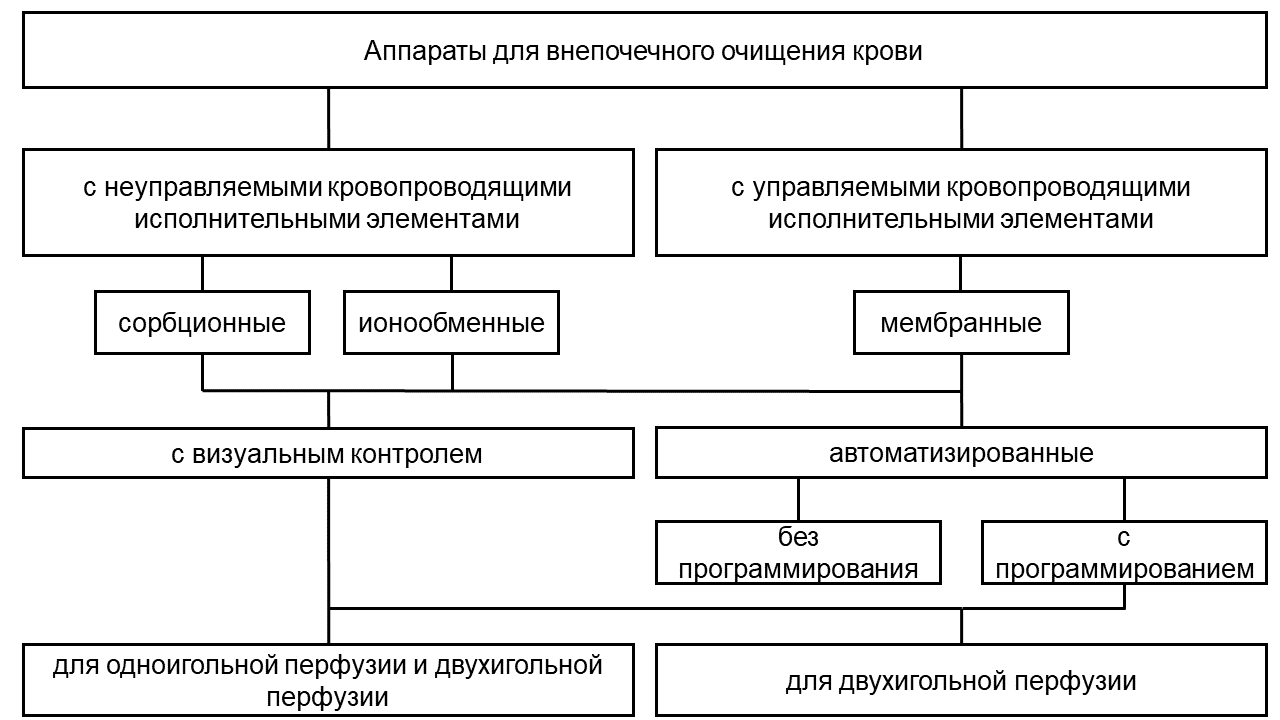 Аппараты для внепочечного очищения крови
с неуправляемыми кровопроводящими
исполнительными элементами
с управляемыми кровопроводящими
исполнительными элементами
сорбционные
ионообменные
мембранные
с визуальным контролем
автоматизированные
без
программирования
с
программированием
для одноигольной перфузии и двухигольной
перфузии
для двухигольной перфузии